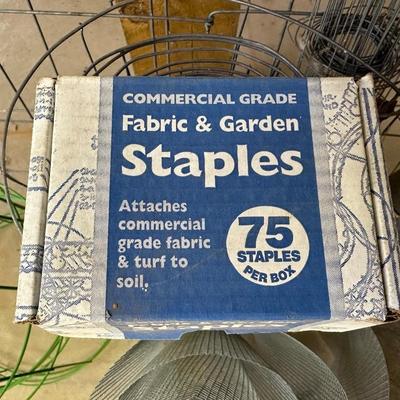 COMMERCIAL GRADE
Fabric & Garden
Staples
Attaches
commercial
grade fabric
& turf to
soil.
75
STAPLES
PER BOX